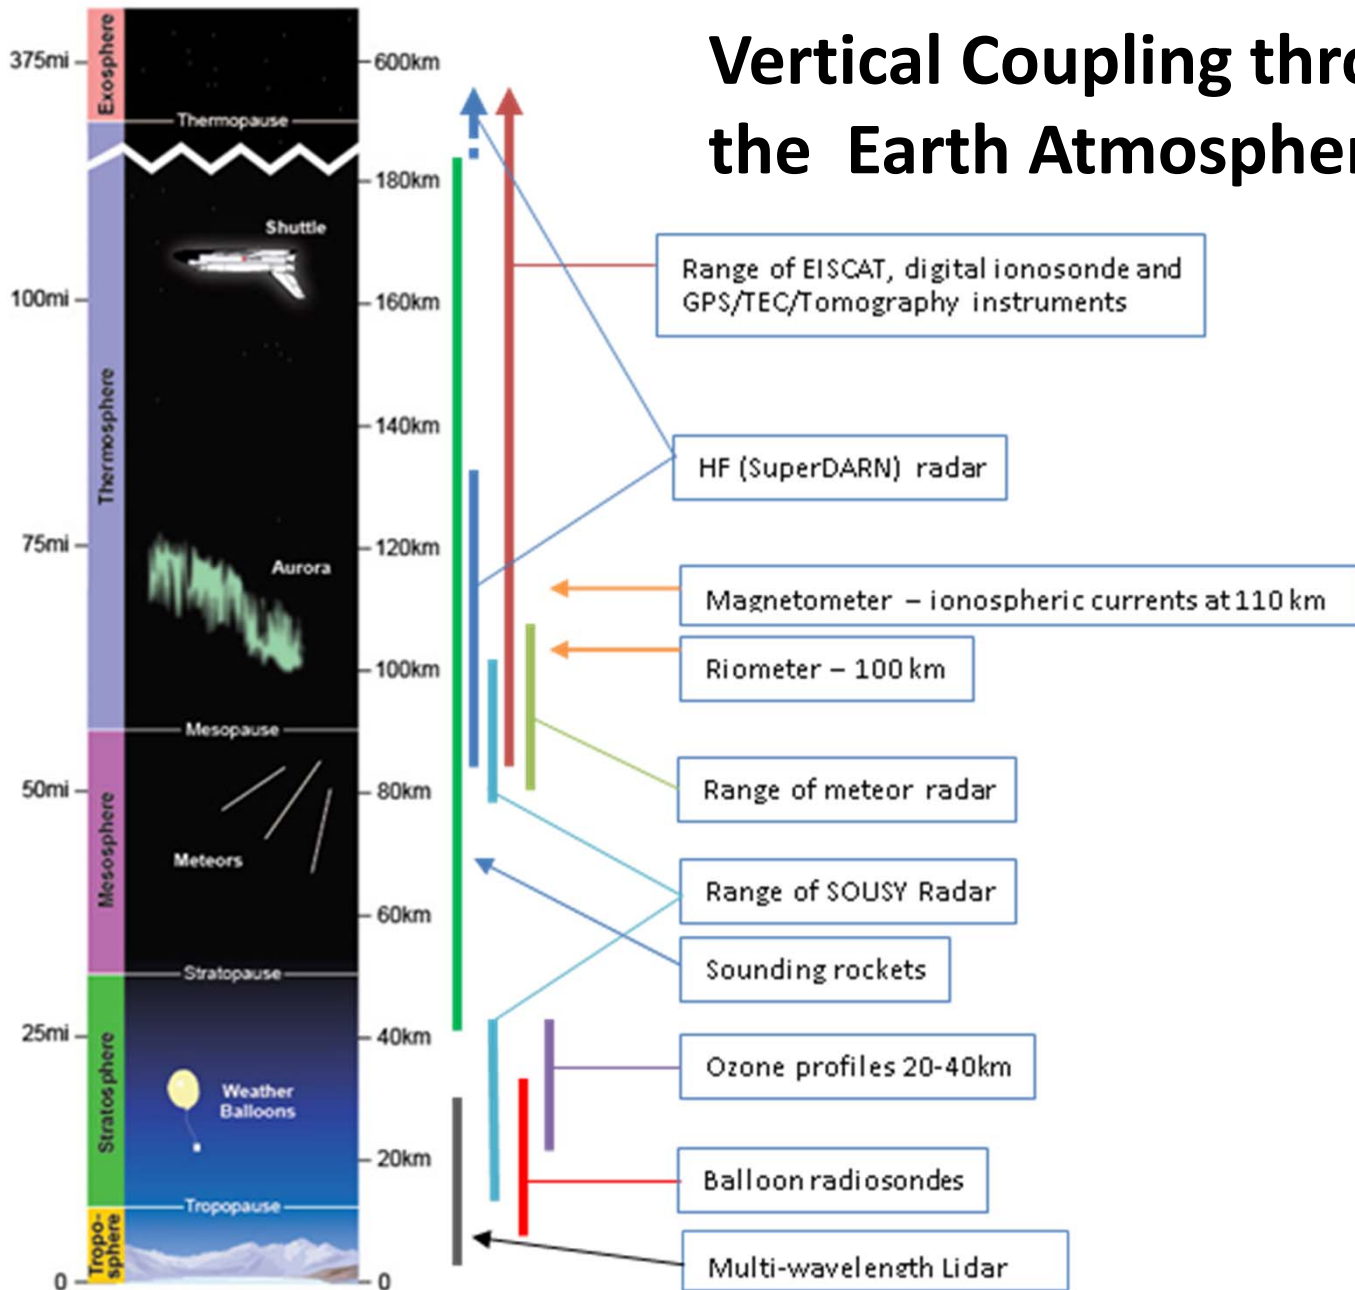 Vertical Coupling thro
the Earth Atmospher
375mi
600km
Exosphere
Thermopause
180km
Shuttle
100mi
160km
Range of EISCAT, digital ionosonde and
GPS/TEC/Tomography instruments
Thermosphere
140km
HF (SuperDARN) radar
75mi
120km
Aurora
Magnetometer – ionospheric currents at 110 km
100km
Riometer – 100 km
Mesopause
50mi
80km
Range of meteor radar
Mesosphere
Meteors
Range of SOUSY Radar
60km
Stratopause
Sounding rockets
25mi
40km
Stratosphere
Ozone profiles 20-40km
Weather
Balloons
20km
Balloon radiosondes
Tropopause
Tropo-
sphere
Multi-wavelength Lidar
0
0